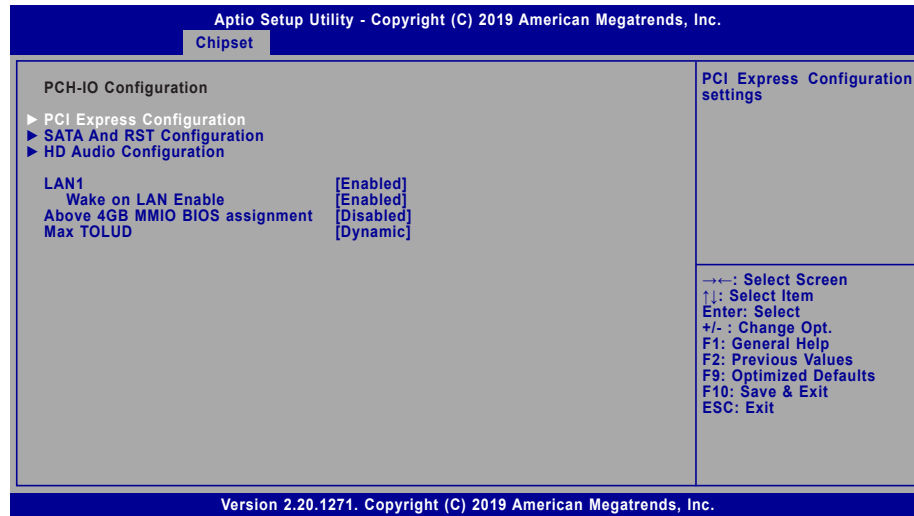 Aptio Setup Utility - Copyright (C) 2019 American Megatrends, Inc.
Chipset
PCH-IO Configuration
► PCI Express Configuration
► SATA And RST Configuration
► HD Audio Configuration
LAN1 [Enabled]
Wake on LAN Enable [Enabled]
Above 4GB MMIO BIOS assignment [Disabled]
Max TOLUD [Dynamic]
PCI Express Configuration
settings
→←: Select Screen
↑↓: Select Item
Enter: Select
+/- : Change Opt.
F1: General Help
F2: Previous Values
F9: Optimized Defaults
F10: Save & Exit
ESC: Exit
Version 2.20.1271. Copyright (C) 2019 American Megatrends, Inc.